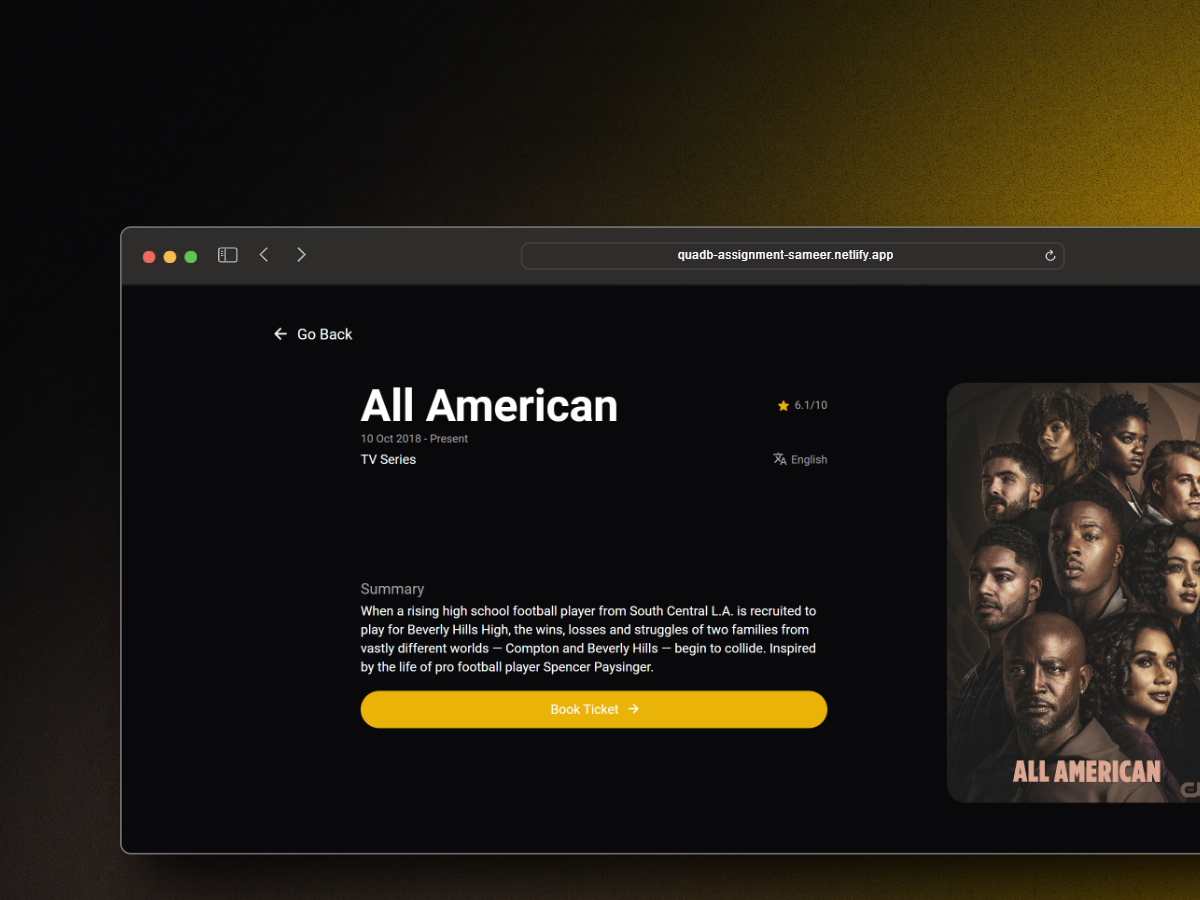 quadb-assignment-sameer.netlify.app
Go Back
All American
6.1/10
10 Oct 2018 - Present
TV Series
English
Summary
When a rising high school football player from South Central L.A. is recruited to
play for Beverly Hills High, the wins, losses and struggles of two families from
vastly different worlds — Compton and Beverly Hills — begin to collide. Inspired
by the life of pro football player Spencer Paysinger.
Book Ticket
ALL AMERICAN